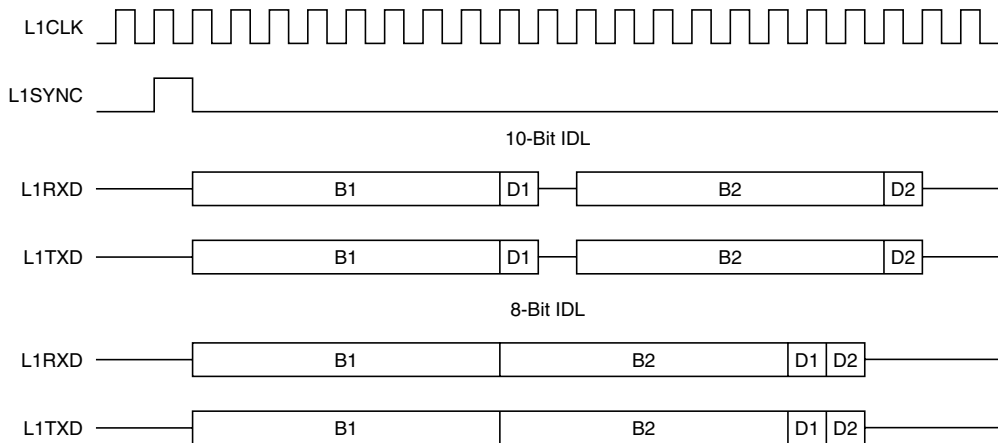 L1CLK
L1SYNC
10-Bit IDL
L1RXD B1 D1 B2 D2
L1TXD B1 D1 B2 D2
8-Bit IDL
L1RXD B1 B2 D1 D2
L1TXD B1 B2 D1 D2